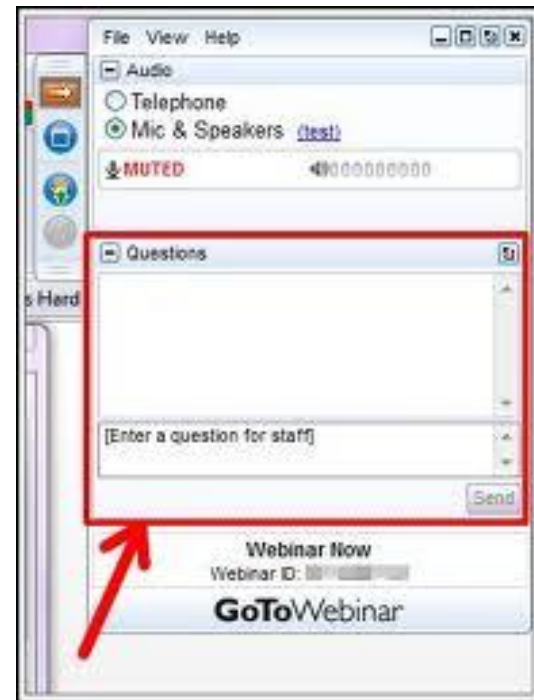 File View Help
Audio
Telephone
Mic & Speakers (test)
MUTED
Questions
s Hard
[Enter a question for staff]
Send
Webinar Now
Webinar ID:
GoToWebinar